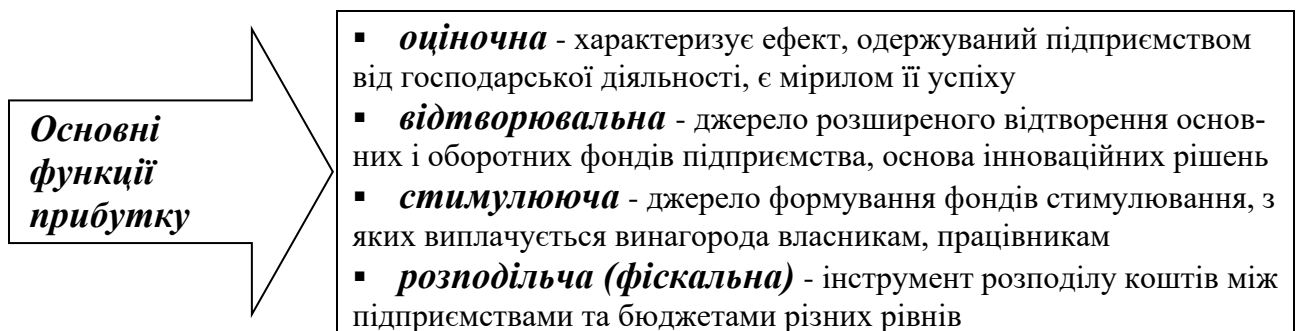 Основні
функції
прибутку
▪ оціночна - характеризує ефект, одержуваний підприємством
від господарської діяльності, є мірилом її успіху
▪ відтворювальна - джерело розширеного відтворення основ-
них і оборотних фондів підприємства, основа інноваційних рішень
▪ стимулююча - джерело формування фондів стимулювання, з
яких виплачується винагорода власникам, працівникам
▪ розподільча (фіскальна) - інструмент розподілу коштів між
підприємствами та бюджетами різних рівнів